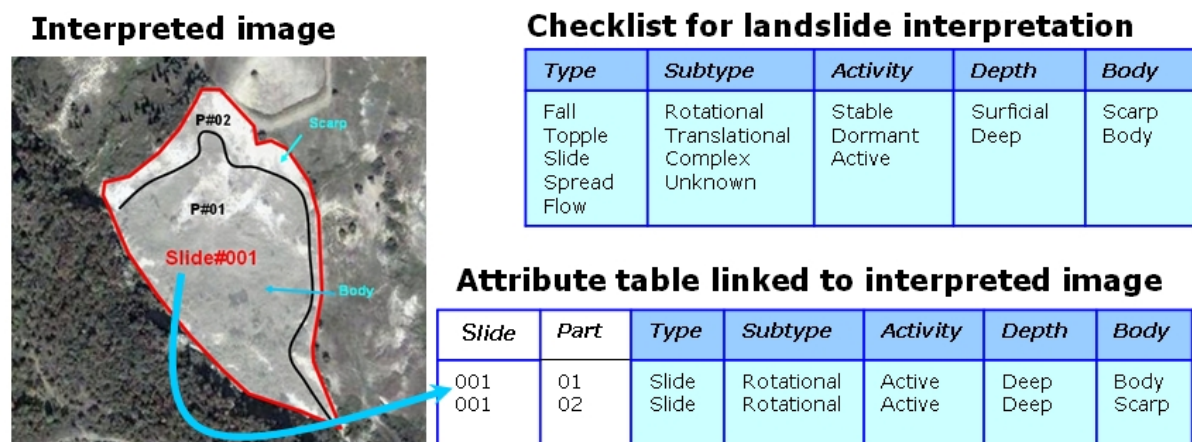 Interpreted image
P#02
Scarp
P#01
Slide#001
Body
Checklist for landslide interpretation
Type Subtype Activity Depth Body
Fall Rotational Stable Surficial Scarp
Topple Translational Dormant Deep Body
Slide Complex Active
Spread Unknown
Flow
Attribute table linked to interpreted image
Slide Part Type Subtype Activity Depth Body
001 01 Slide Rotational Active Deep Body
001 02 Slide Rotational Active Deep Scarp